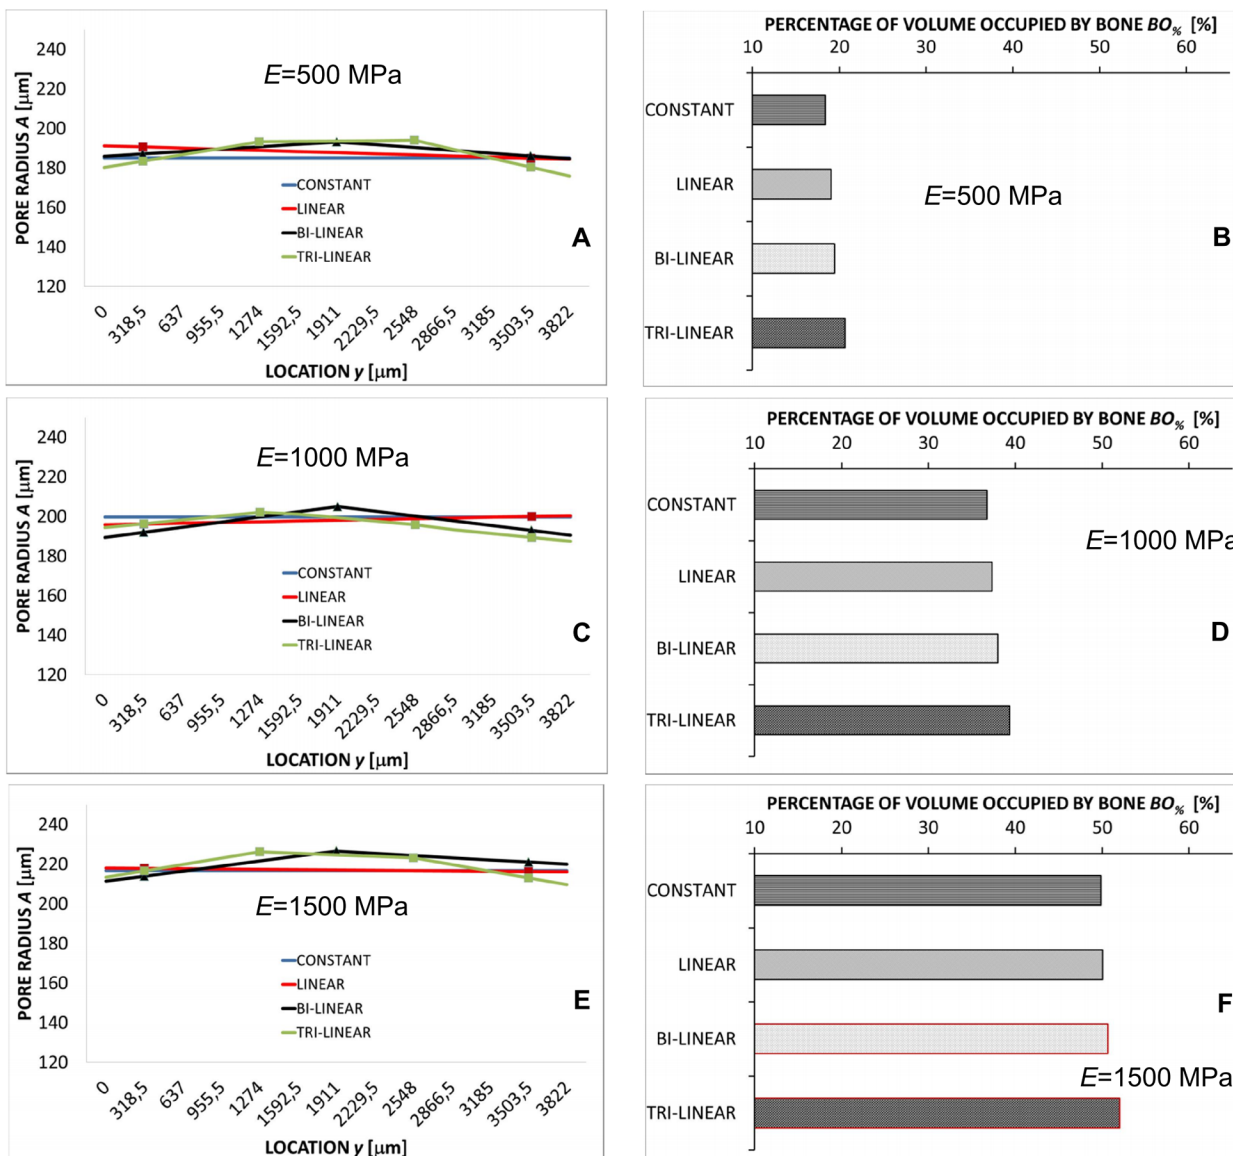 240
220
200
180
160
140
120
PORE RADIUS A [µm]
E=500 MPa
CONSTANT
LINEAR
BI-LINEAR
TRI-LINEAR
A
0 318,5 637 955,5 1274 1592,5 1911 2229,5 2548 2866,5 3185 3503,5 3822
LOCATION y [µm]
PERCENTAGE OF VOLUME OCCUPIED BY BONE BO% [%]
10 20 30 40 50 60
CONSTANT
LINEAR
BI-LINEAR
TRI-LINEAR
E=500 MPa
B
240
220
200
180
160
140
120
PORE RADIUS A [µm]
E=1000 MPa
CONSTANT
LINEAR
BI-LINEAR
TRI-LINEAR
C
0 318,5 637 955,5 1274 1592,5 1911 2229,5 2548 2866,5 3185 3503,5 3822
LOCATION y [µm]
PERCENTAGE OF VOLUME OCCUPIED BY BONE BO% [%]
10 20 30 40 50 60
CONSTANT
LINEAR
BI-LINEAR
TRI-LINEAR
E=1000 MPa
D
240
220
200
180
160
140
120
PORE RADIUS A [µm]
E=1500 MPa
CONSTANT
LINEAR
BI-LINEAR
TRI-LINEAR
E
0 318,5 637 955,5 1274 1592,5 1911 2229,5 2548 2866,5 3185 3503,5 3822
LOCATION y [µm]
PERCENTAGE OF VOLUME OCCUPIED BY BONE BO% [%]
10 20 30 40 50 60
CONSTANT
LINEAR
BI-LINEAR
TRI-LINEAR
F
E=1500 MPa